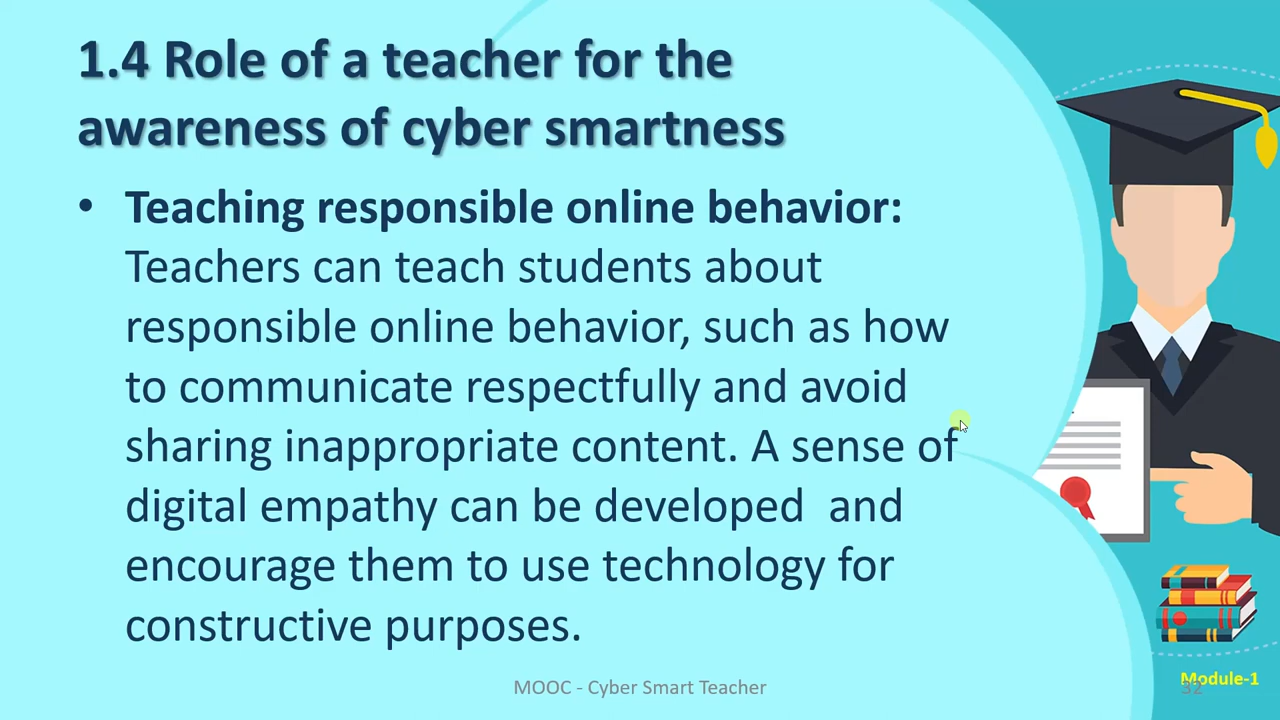 1.4 Role of a teacher for the
awareness of cyber smartness
• Teaching responsible online behavior:
Teachers can teach students about
responsible online behavior, such as how
to communicate respectfully and avoid
sharing inappropriate content. A sense of
digital empathy can be developed  and
encourage them to use technology for
constructive purposes.
MOOC - Cyber Smart Teacher
Module-1
32